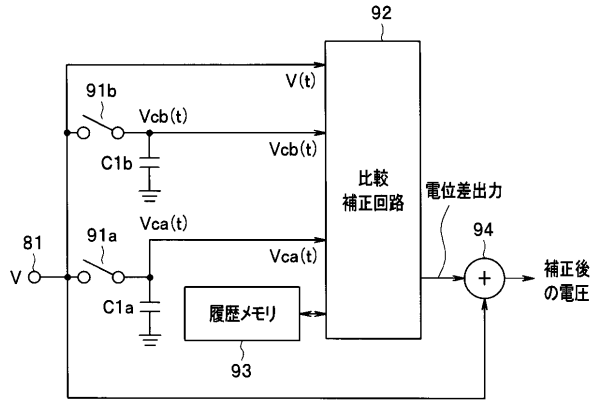 92
V(t)
91b
Vcb(t)
Vcb(t)
C1b
比較
補正回路
電位差出力
Vca(t)
94
91a
81
Vca(t)
V
+
補正後
の電圧
C1a
履歴メモリ
93